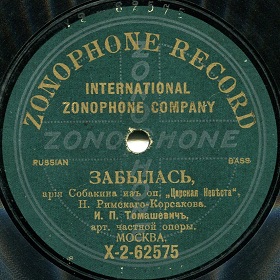 ZONOPHONE RECORD
INTERNATIONAL
ZONOPHONE COMPANY
ZONOPHONE
RUSSIAN BASS
ЗАБЫЛАСЬ,
арія Собакина изъ оп. „Царская Невѣста“
Н. Римскаго-Корсакова.
И. П. Томашевичъ,
арт. частной оперы.
МОСКВА.
X-2-62575